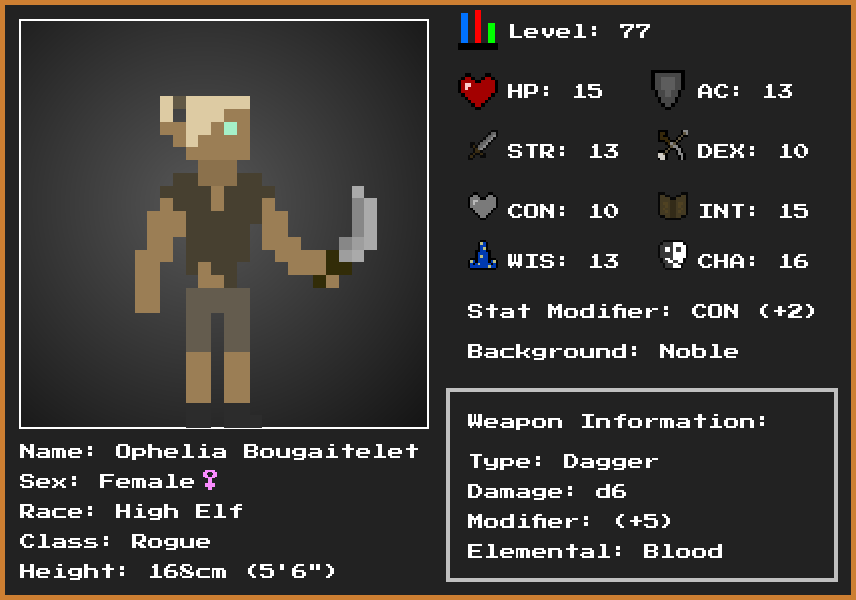 Level: 77
HP: 15 AC: 13
STR: 13 DEX: 10
CON: 10 INT: 15
WIS: 13 CHA: 16
Stat Modifier: CON (+2)
Background: Noble
Weapon Information:
Type: Dagger
Damage: d6
Modifier: (+5)
Elemental: Blood
Name: Ophelia Bougaitelet
Sex: Female♀
Race: High Elf
Class: Rogue
Height: 168cm (5'6")